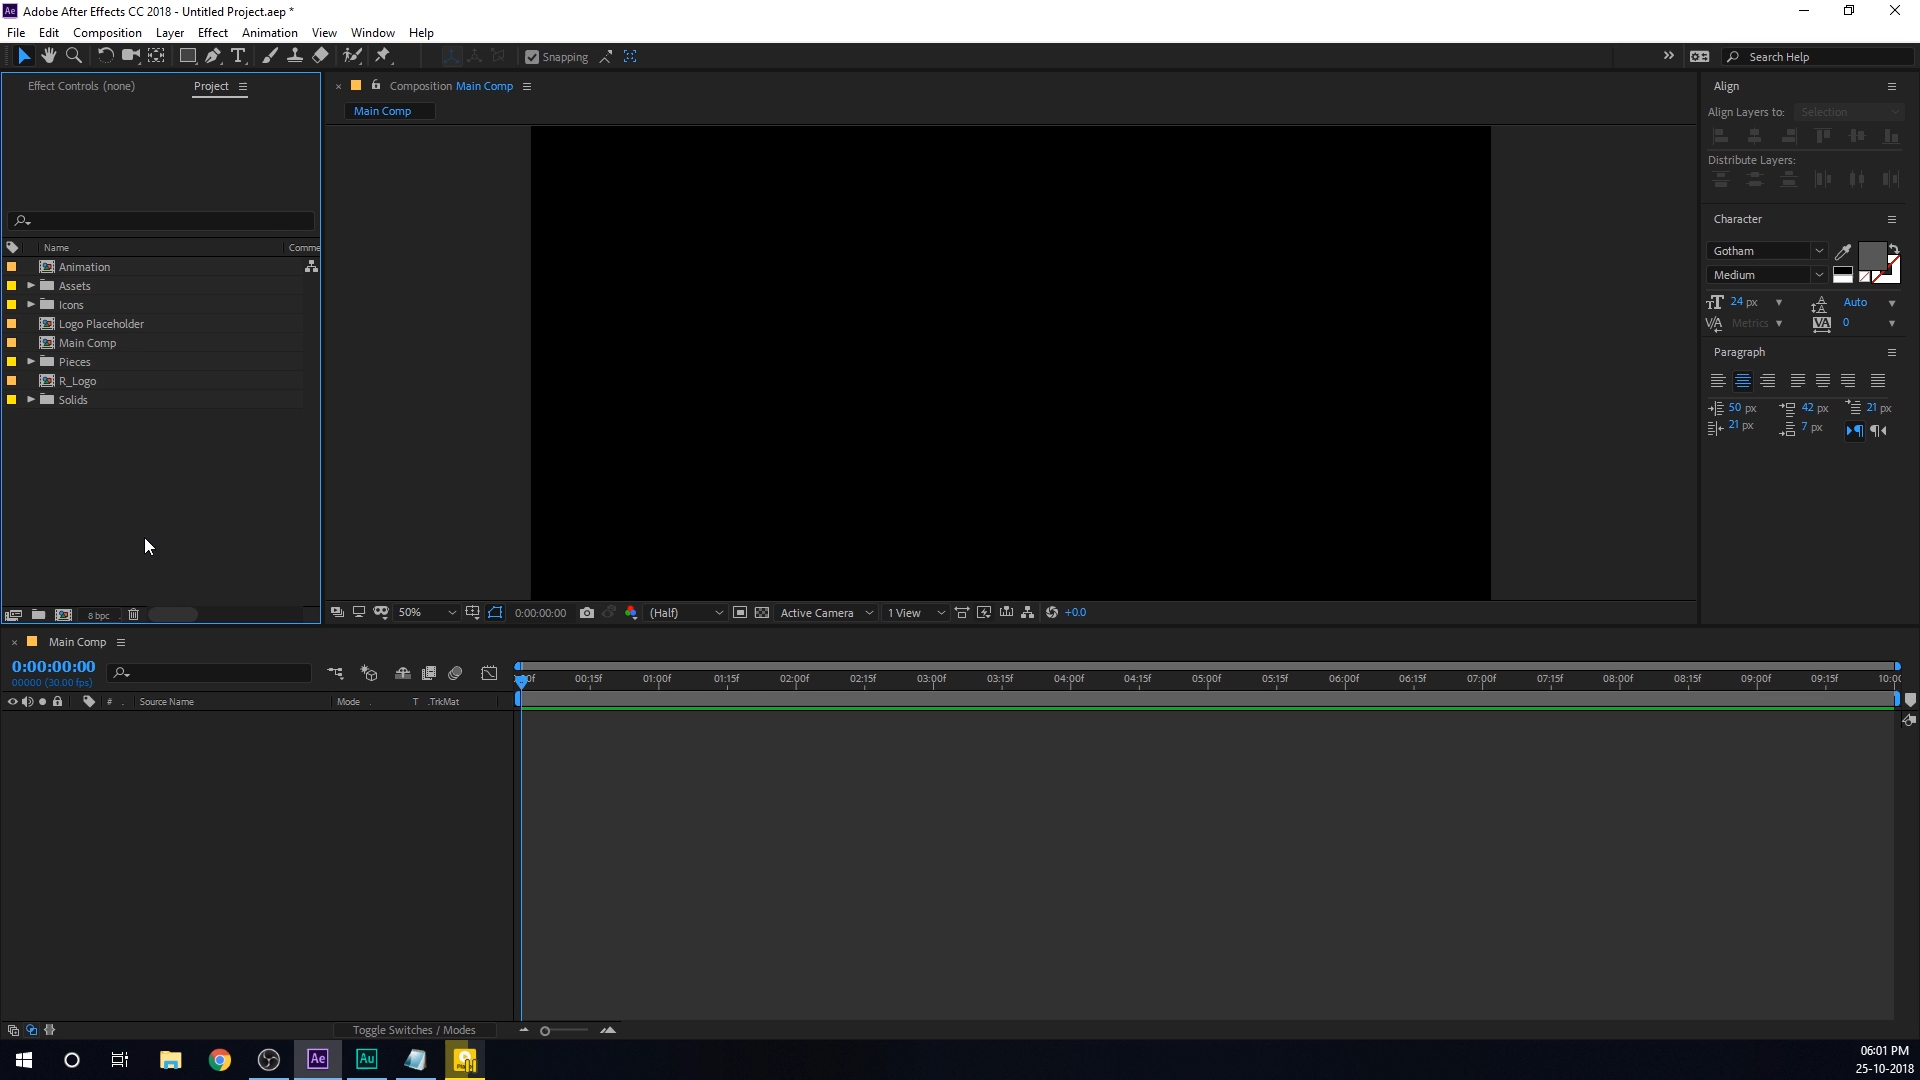 Ae Adobe After Effects CC 2018 - Untitled Project.aep *
File Edit Composition Layer Effect Animation View Window Help
Snapping
Search Help
Effect Controls (none) Project
Composition Main Comp
Main Comp
Name
Comme
Animation
Assets
Icons
Logo Placeholder
Main Comp
Pieces
R_Logo
Solids
8 bpc
50% 0:00:00:00 (Half) Active Camera 1 View +0.0
Align
Align Layers to: Selection
Distribute Layers:
Character
Gotham
Medium
24 px Auto
Metrics 0
Paragraph
50 px 42 px 21 px
21 px 7 px
Main Comp
0:00:00:00
00000 (30.00 fps)
00:15f 01:00f 01:15f 02:00f 02:15f 03:00f 03:15f 04:00f 04:15f 05:00f 05:15f 06:00f 06:15f 07:00f 07:15f 08:00f 08:15f 09:00f 09:15f
# . Source Name Mode T .TrkMat
Toggle Switches / Modes
Ae Au
06:01 PM
25-10-2018